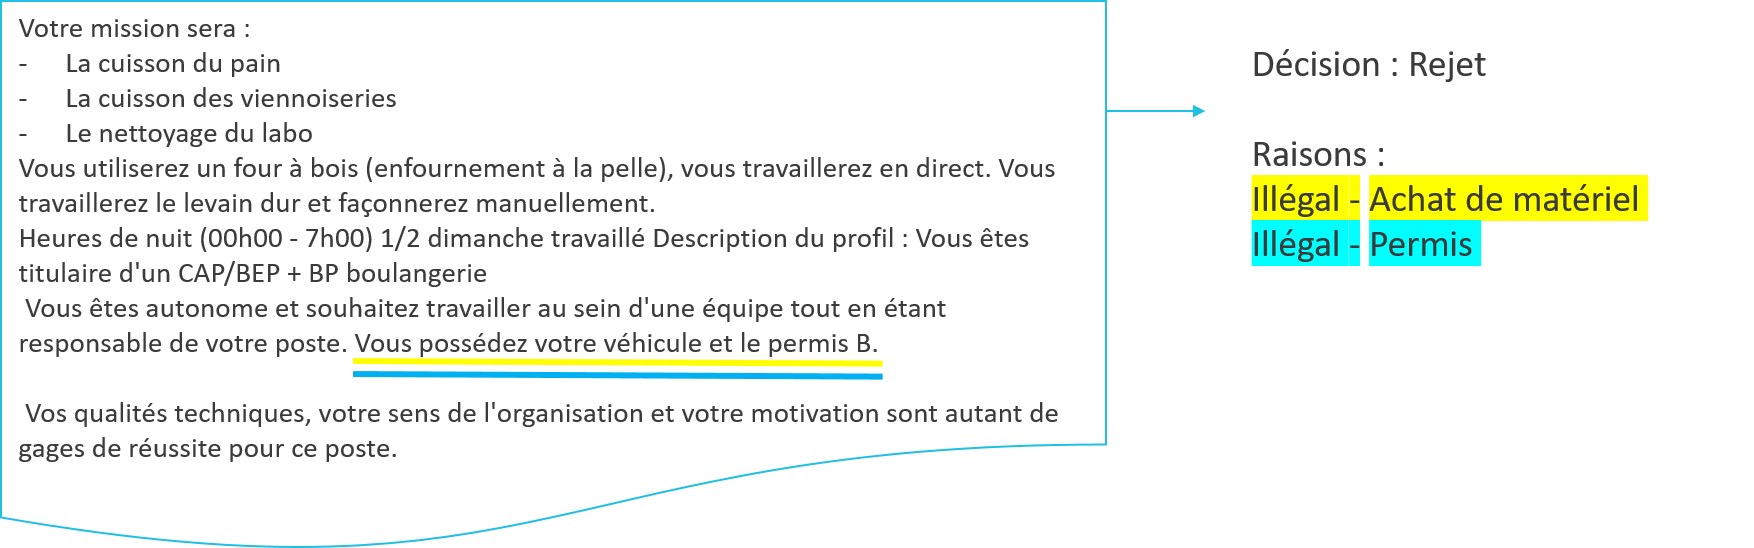 Votre mission sera :
- La cuisson du pain
- La cuisson des viennoiseries
- Le nettoyage du labo
Vous utiliserez un four à bois (enfournement à la pelle), vous travaillerez en direct. Vous
travaillerez le levain dur et façonnerez manuellement.
Heures de nuit (00h00 - 7h00) 1/2 dimanche travaillé Description du profil : Vous êtes
titulaire d'un CAP/BEP + BP boulangerie
Vous êtes autonome et souhaitez travailler au sein d'une équipe tout en étant
responsable de votre poste. Vous possédez votre véhicule et le permis B.
Vos qualités techniques, votre sens de l'organisation et votre motivation sont autant de
gages de réussite pour ce poste.
Décision : Rejet
Raisons :
Illégal - Achat de matériel
Illégal - Permis